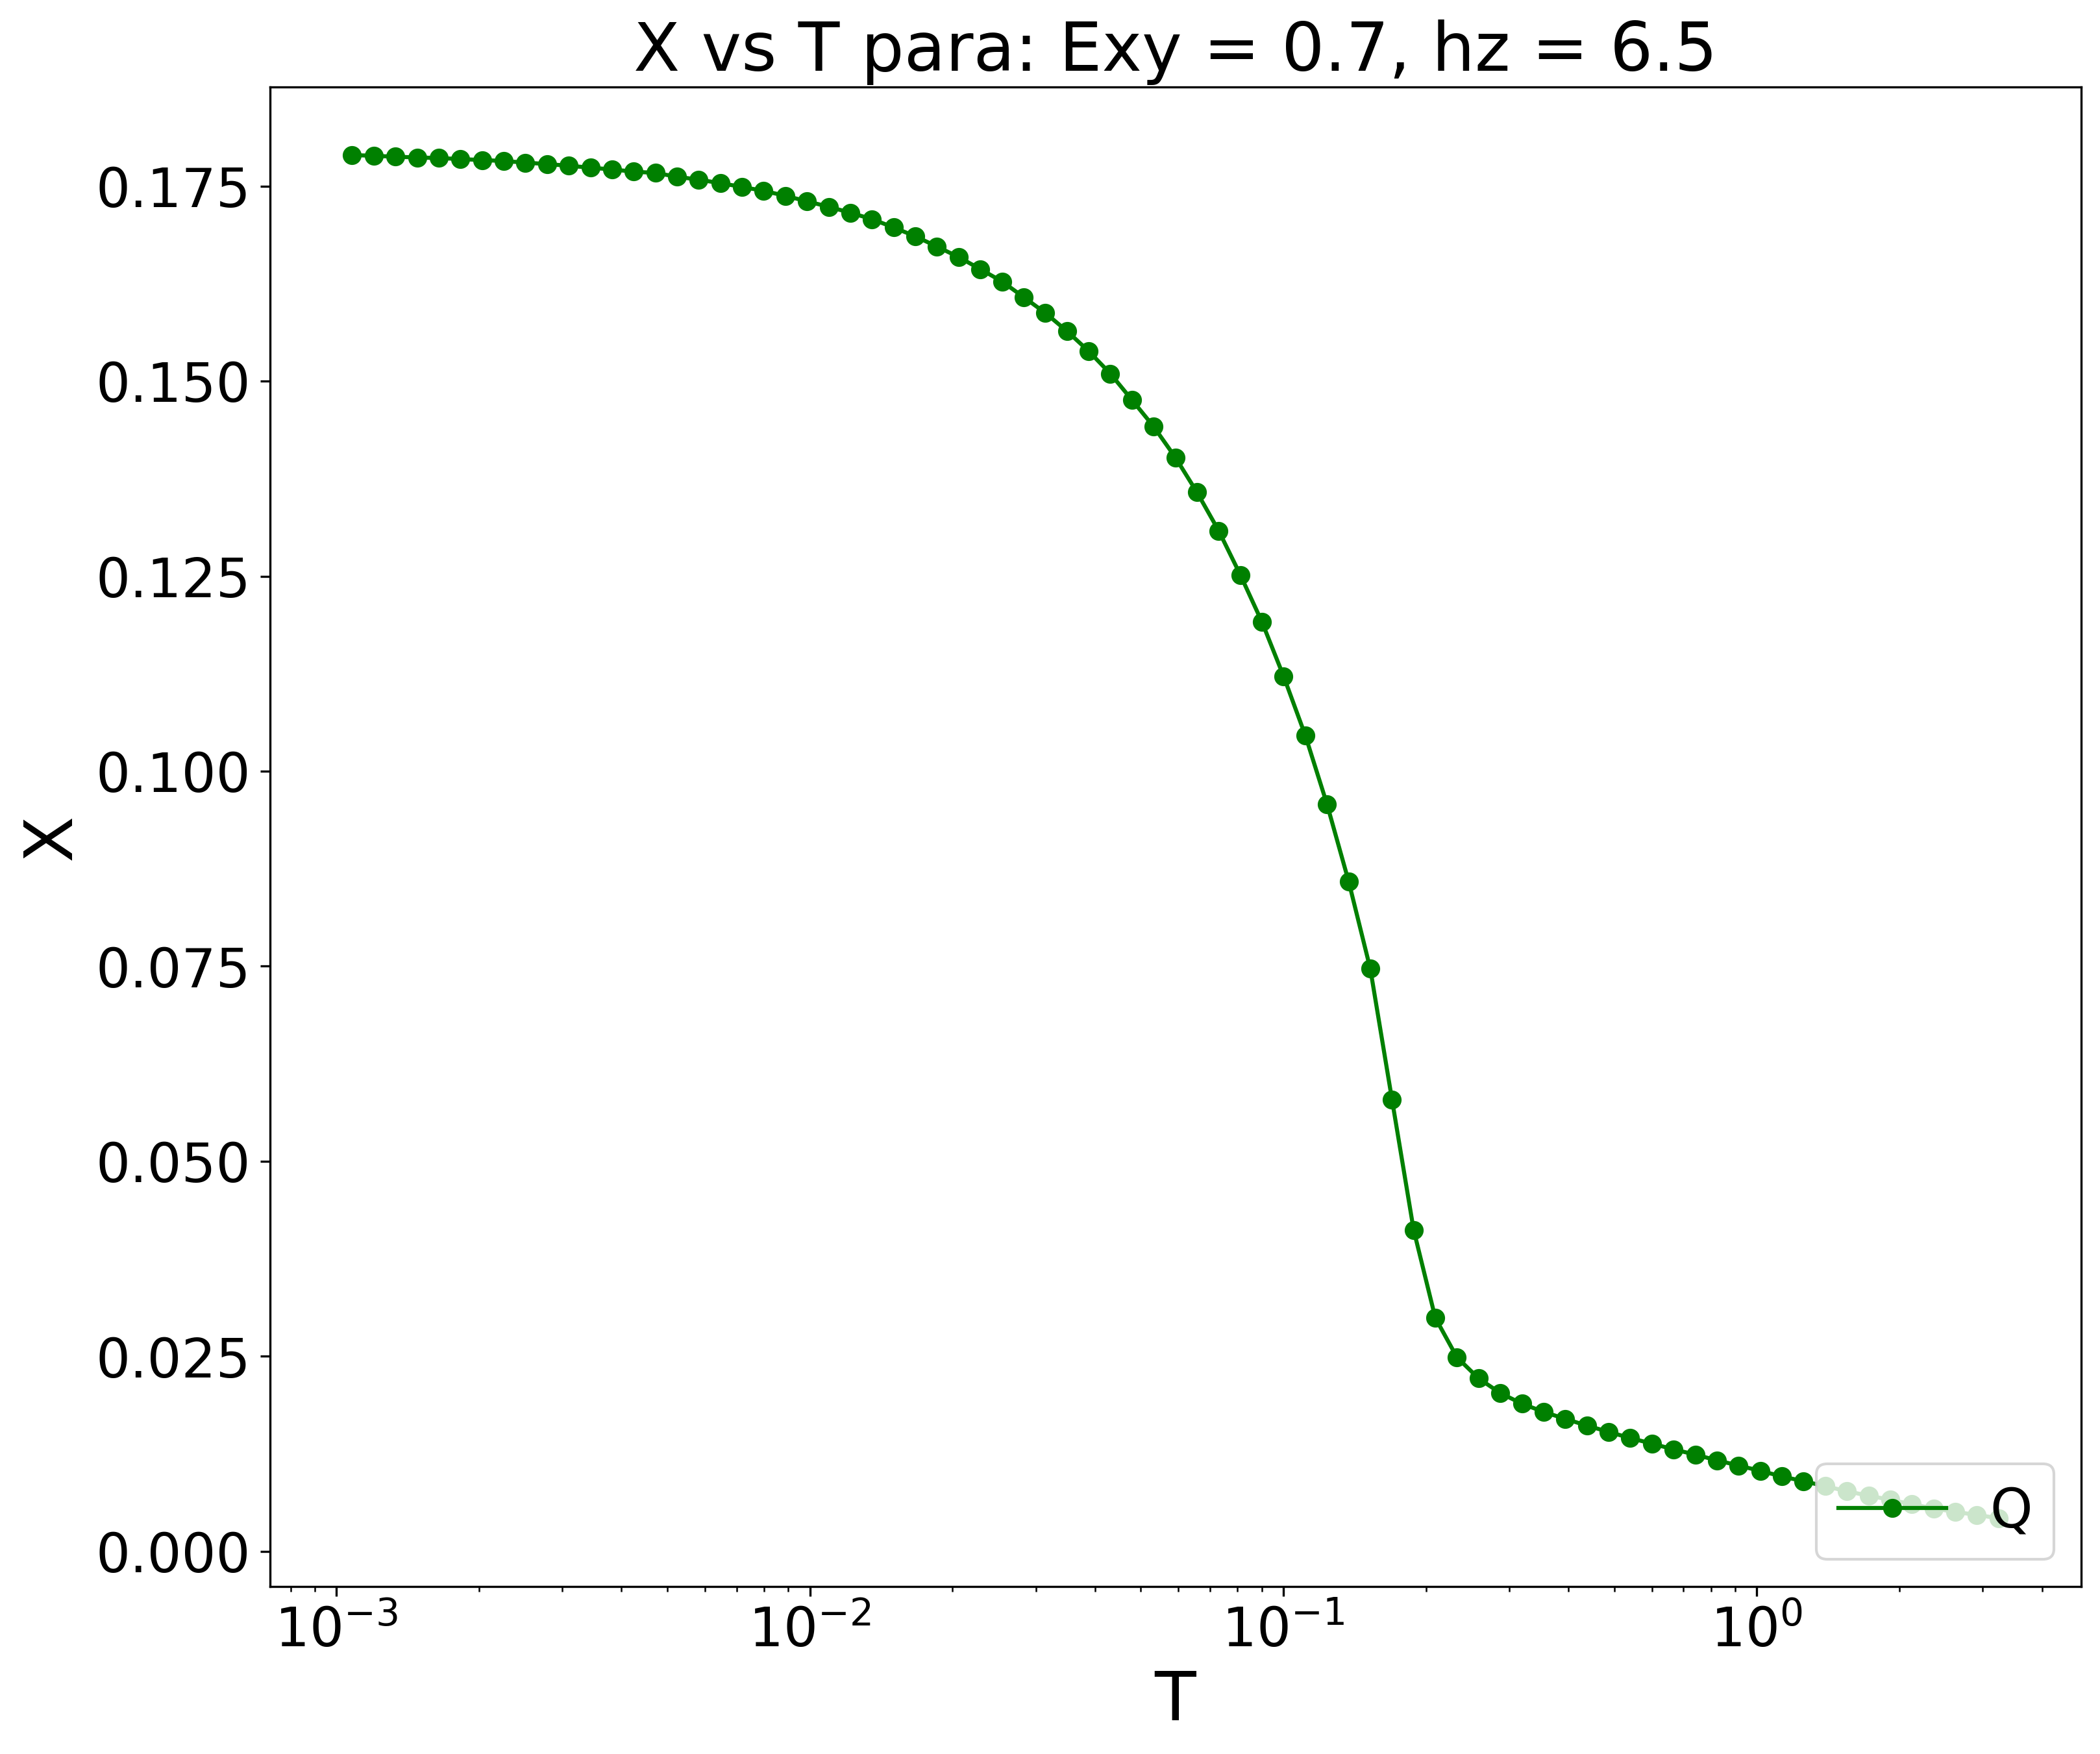 X vs T para: Exy = 0.7, hz = 6.5
0.175
0.150
0.125
0.100
0.075
0.050
0.025
0.000
X
Q
10⁻³ 10⁻² 10⁻¹ 10⁰
T